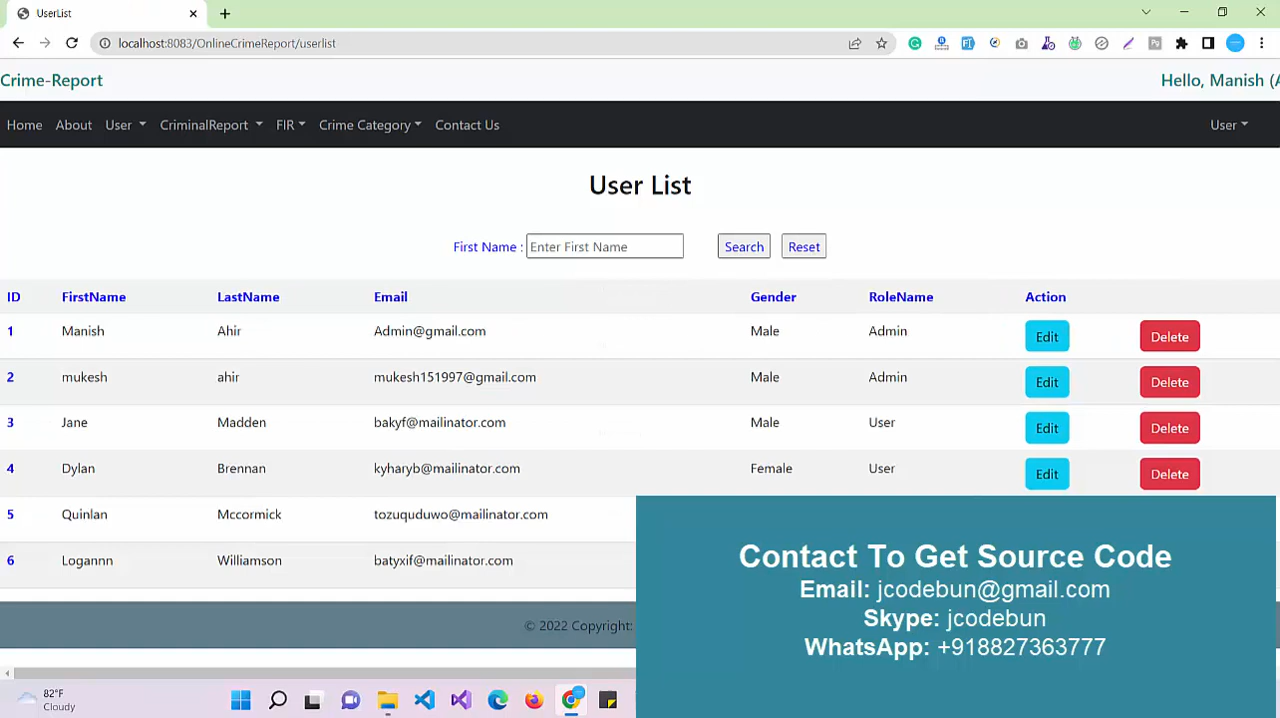 UserList
localhost:8083/OnlineCrimeReport/userlist
Crime-Report
Hello, Manish (A
Home About User CriminalReport FIR Crime Category Contact Us User
User List
First Name : Enter First Name Search Reset
ID FirstName LastName Email Gender RoleName Action
1 Manish Ahir Admin@gmail.com Male Admin Edit Delete
2 mukesh ahir mukesh151997@gmail.com Male Admin Edit Delete
3 Jane Madden bakyf@mailinator.com Male User Edit Delete
4 Dylan Brennan kyharyb@mailinator.com Female User Edit Delete
5 Quinlan Mccormick tozuquduwo@mailinator.com
6 Logannn Williamson batyxif@mailinator.com
© 2022 Copyright:
Contact To Get Source Code
Email: jcodebun@gmail.com
Skype: jcodebun
WhatsApp: +918827363777
82°F
Cloudy